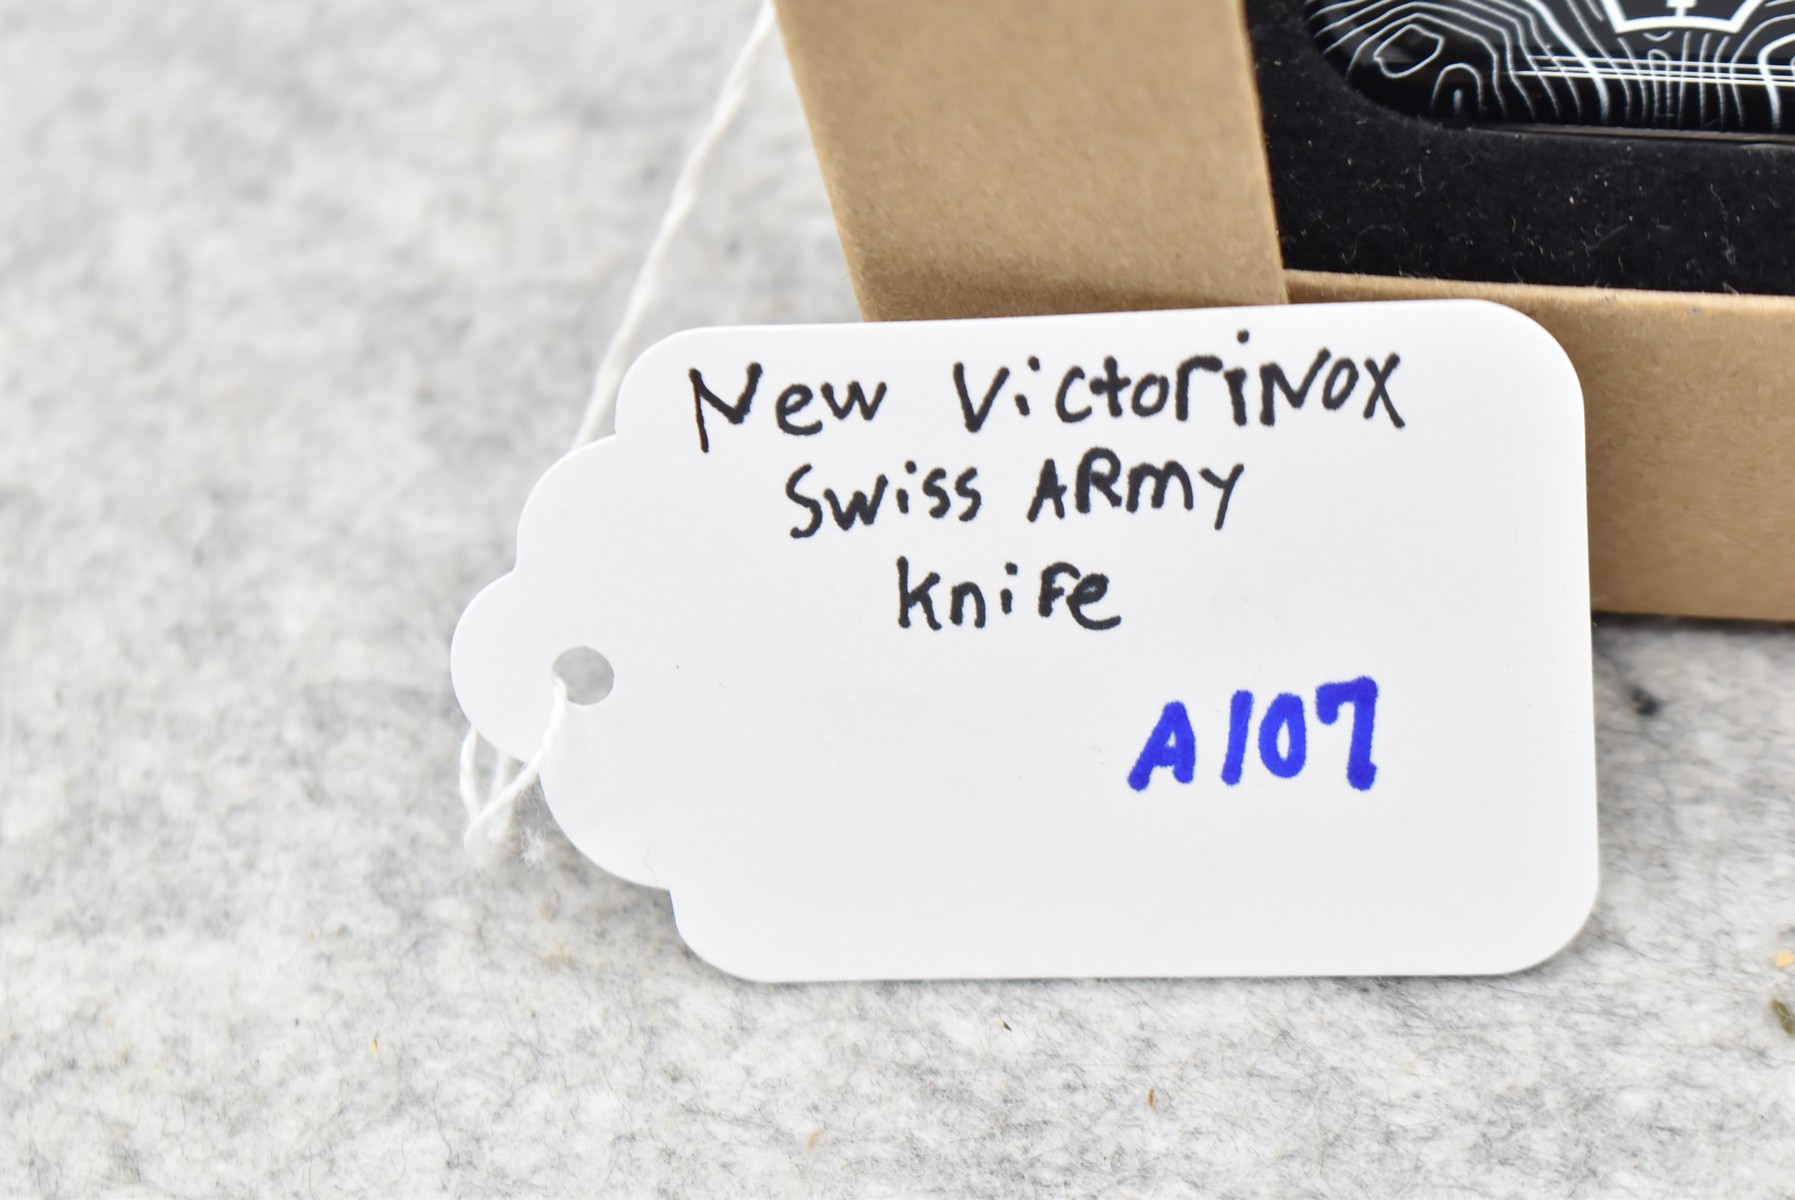 New Victorinox
Swiss ARmy
knife
A107